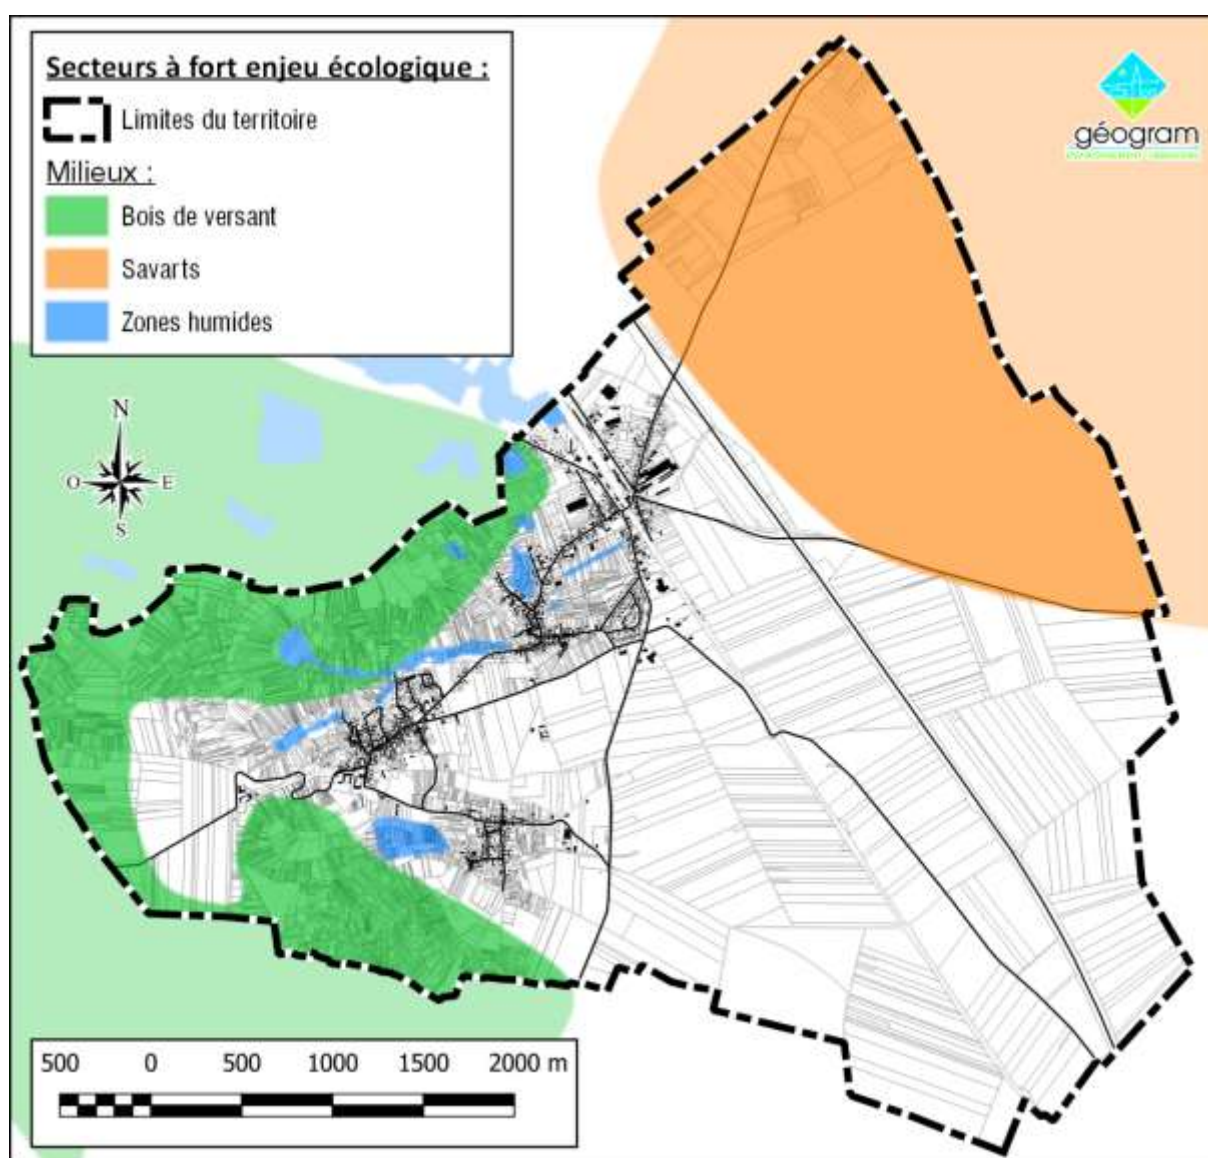 Secteurs à fort enjeu écologique :
Limites du territoire
Milieux :
Bois de versant
Savarts
Zones humides
géogram
N
O E
S
500 0 500 1000 1500 2000 m